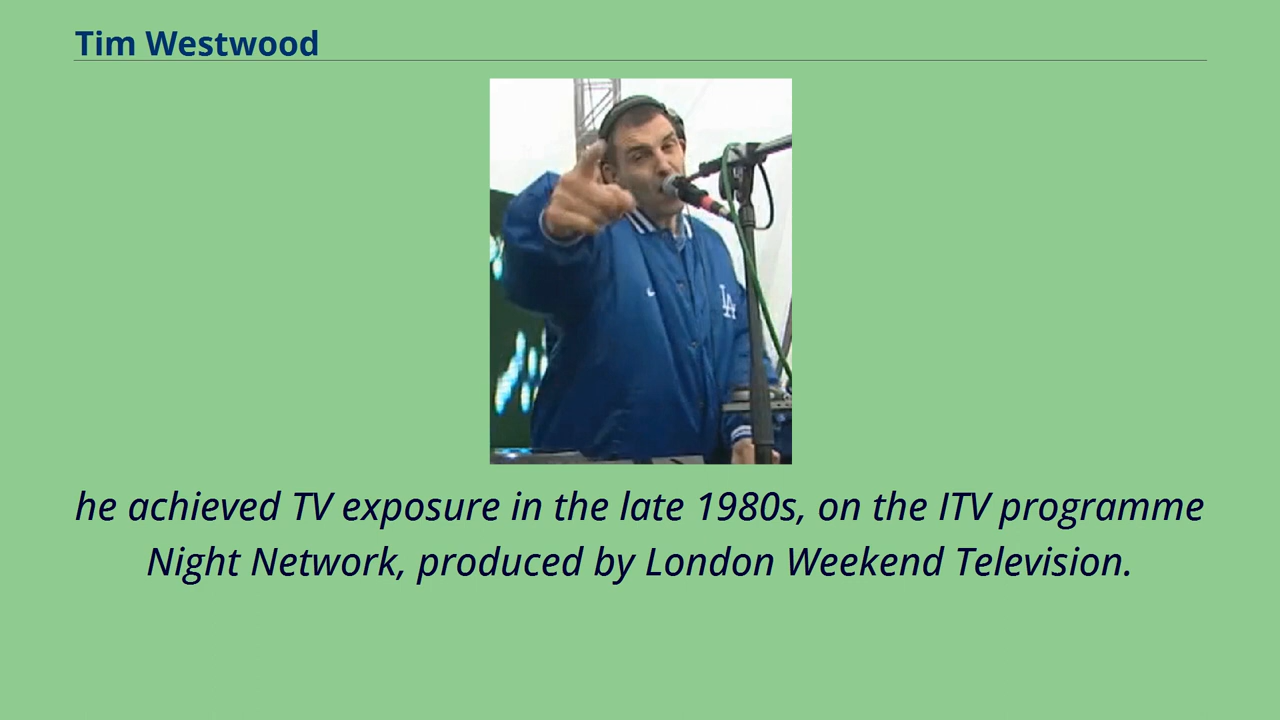 Tim Westwood
LA
he achieved TV exposure in the late 1980s, on the ITV programme
Night Network, produced by London Weekend Television.